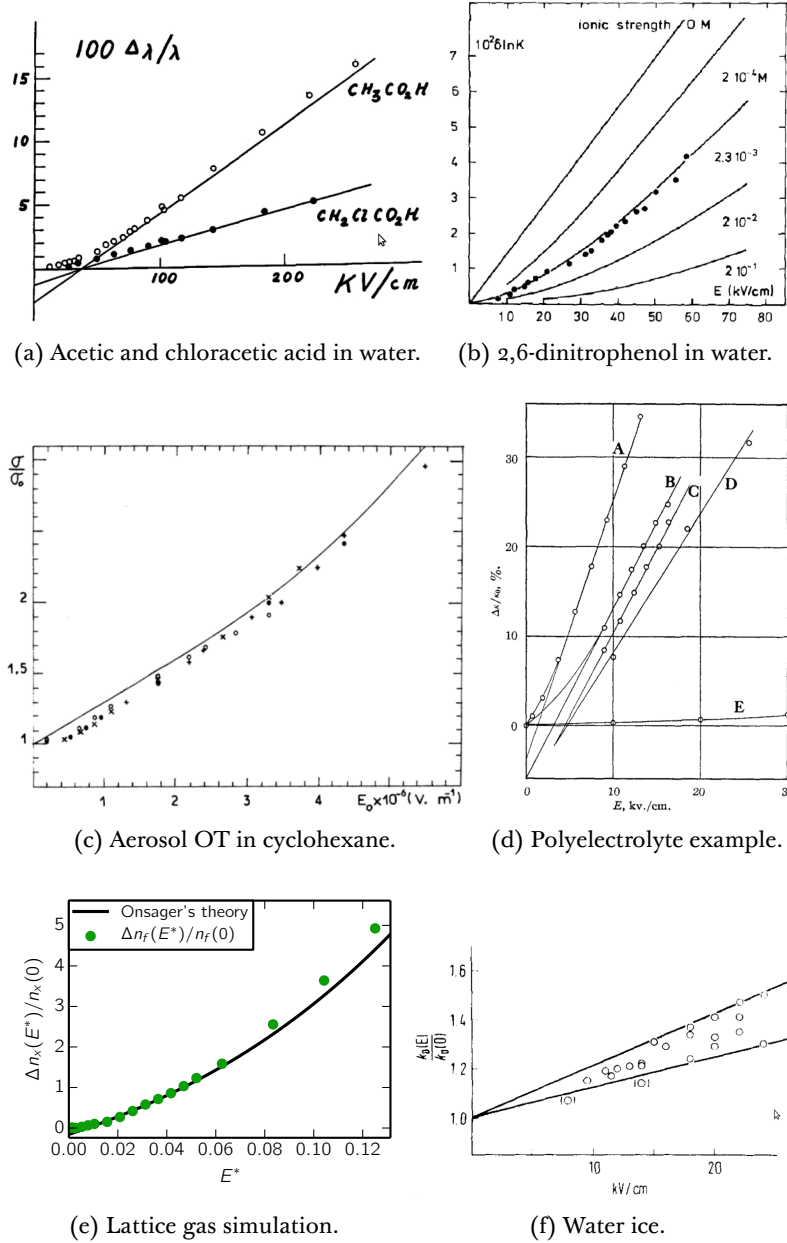 100 Δλ/λ
15
10
5
CH₃CO₂H
CH₂ClCO₂H
100
200
KV/cm
(a) Acetic and chloracetic acid in water.
10²δlnK
ionic strength / 0 M
7
6
5
4
3
2
1
2 10⁻⁴M
2,3 10⁻³
2 10⁻²
2 10⁻¹
E (kV/cm)
10
20
30
40
50
60
70
80
(b) 2,6-dinitrophenol in water.
σ/σ₀
2
1,5
1
1
2
3
4
5
6
E₀×10⁻⁶(V. m⁻¹)
(c) Aerosol OT in cyclohexane.
Δκ/κ₀, %.
30
20
10
0
A
B
C
D
E
0
10
20
30
E, kv./cm.
(d) Polyelectrolyte example.
Onsager's theory
Δn_f(E*)/n_f(0)
Δn_x(E*)/n_x(0)
5
4
3
2
1
0
0.00
0.02
0.04
0.06
0.08
0.10
0.12
E*
(e) Lattice gas simulation.
k_D(E)/k_D(0)
1.6
1.4
1.2
1.0
10
20
kV/cm
(f) Water ice.